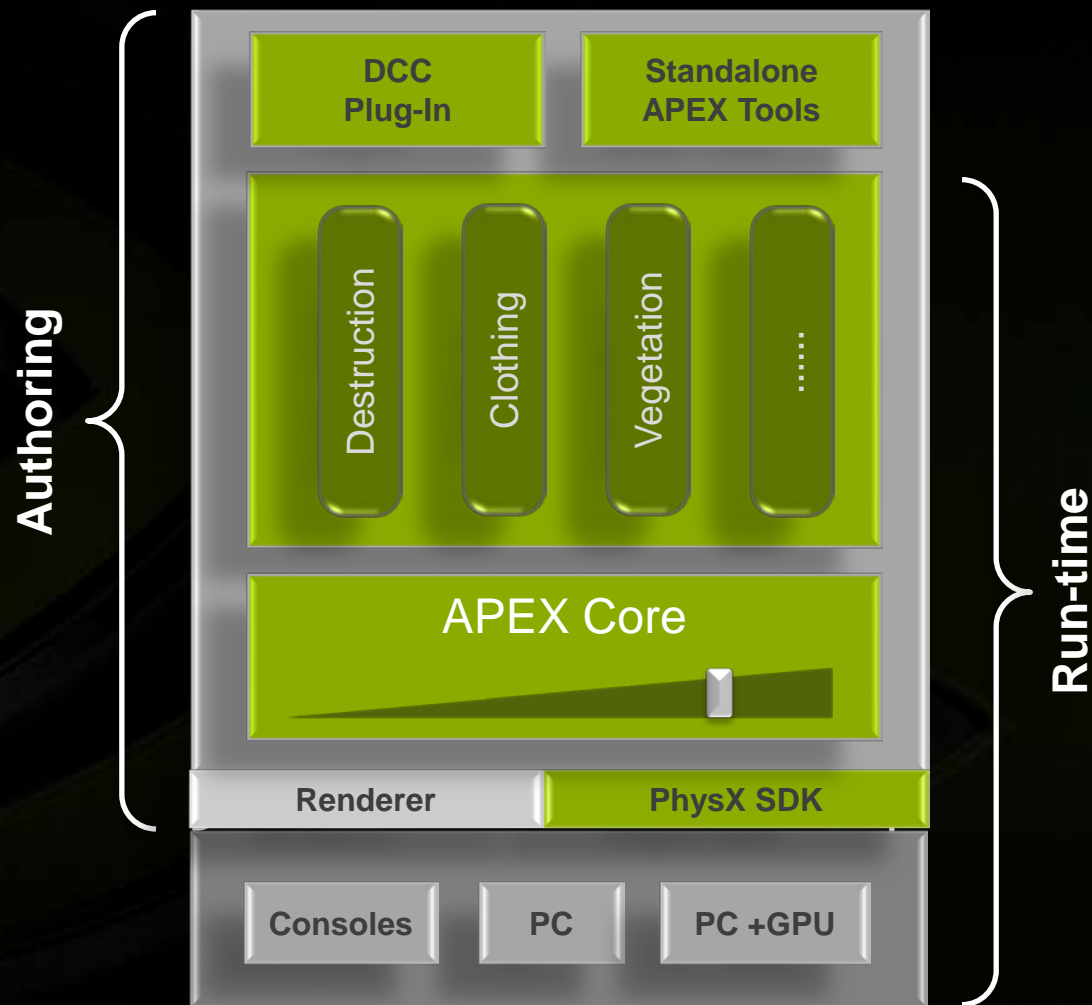 DCC
Plug-In
Standalone
APEX Tools
Authoring
Destruction
Clothing
Vegetation
......
Run-time
APEX Core
Renderer
PhysX SDK
Consoles
PC
PC +GPU